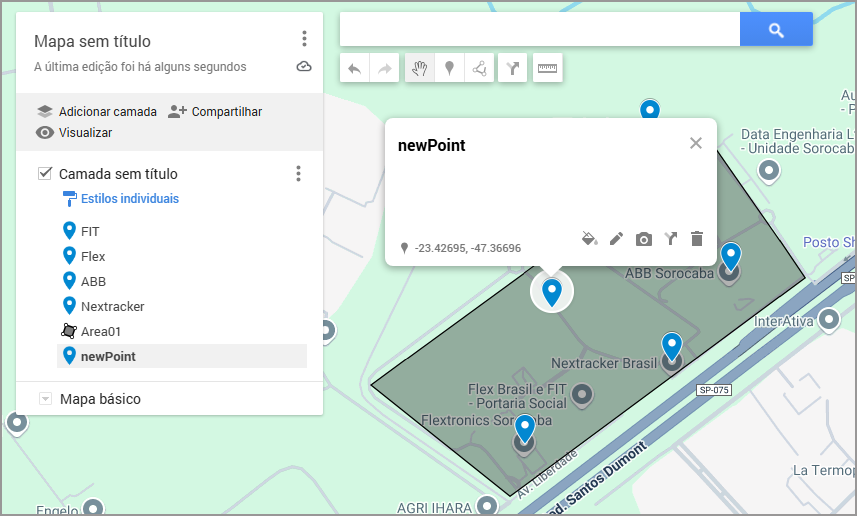 Mapa sem título
A última edição foi há alguns segundos
Adicionar camada
Compartilhar
Visualizar
Camada sem título
Estilos individuais
FIT
Flex
ABB
Nextracker
Area01
newPoint
Mapa básico
newPoint
-23.42695, -47.36696
Data Engenharia
- Unidade Sorocab
Posto Sh
ABB Sorocaba
SP-
InterAtiva
Nextracker Brasil
SP-075
Flex Brasil e FIT
- Portaria Social
Flextronics Sorocaba
Av. Liberdade
d. Santos Dumont
La Termop
AGRI IHARA
Engelo